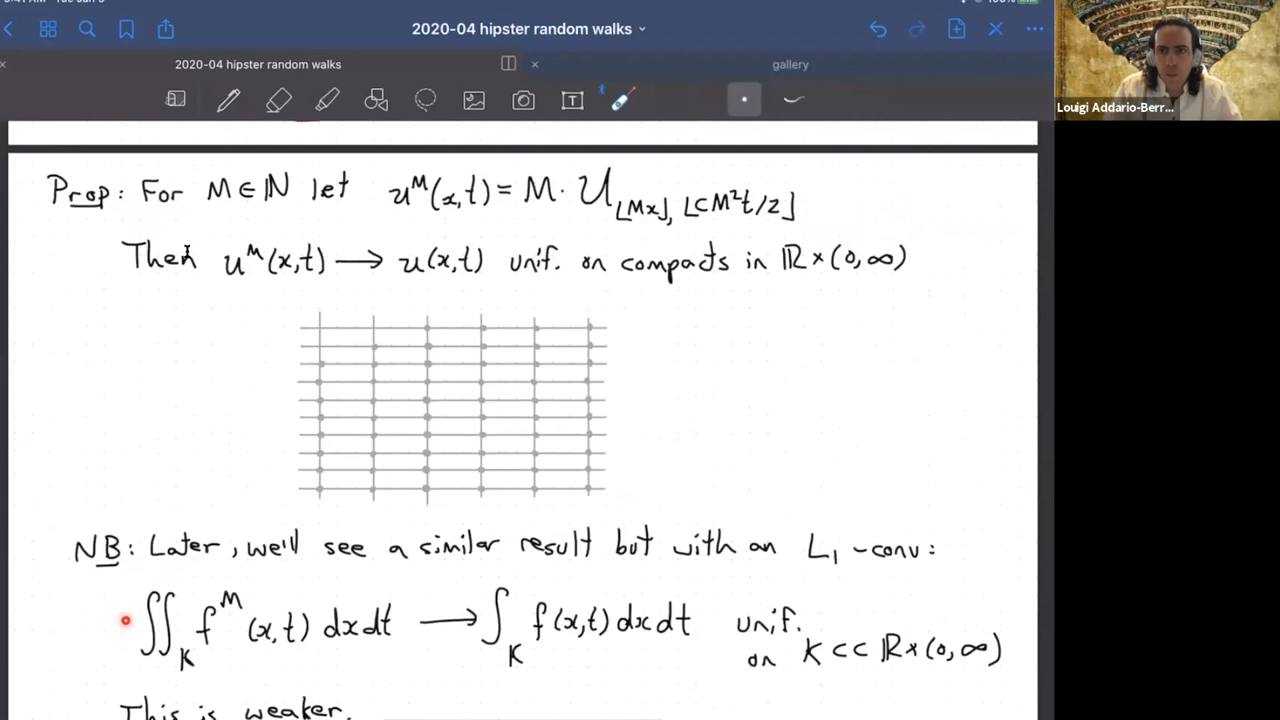 2020-04 hipster random walks
2020-04 hipster random walks
gallery
T
Louigi Addario-Berr...
Prop: For M∈ℕ let u^M(x,t) = M· U_{⌊Mx⌋, ⌊CM²t/2⌋}
Then u^M(x,t) ⟶ u(x,t) unif. on compacts in ℝ×(0,∞)
NB: Later, we'll see a similar result but with an L₁-conv:
∬_K f^M(x,t) dxdt ⟶ ∫_K f(x,t)dxdt unif.
on K⊂⊂ℝ×(0,∞)
This is weaker.